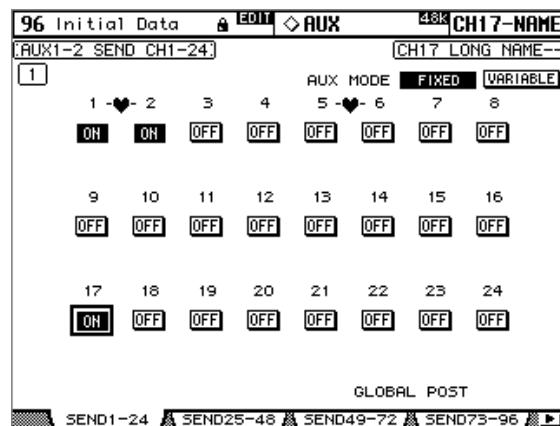 96 Initial Data EDIT ◇AUX 48K CH17-NAME
AUX1-2 SEND CH1-24 CH17 LONG NAME--
1 AUX MODE FIXED VARIABLE
1 -♥- 2 3 4 5 -♥- 6 7 8
ON ON OFF OFF OFF OFF OFF OFF
9 10 11 12 13 14 15 16
OFF OFF OFF OFF OFF OFF OFF OFF
17 18 19 20 21 22 23 24
ON OFF OFF OFF OFF OFF OFF OFF
GLOBAL POST
SEND1-24 SEND25-48 SEND49-72 SEND73-96